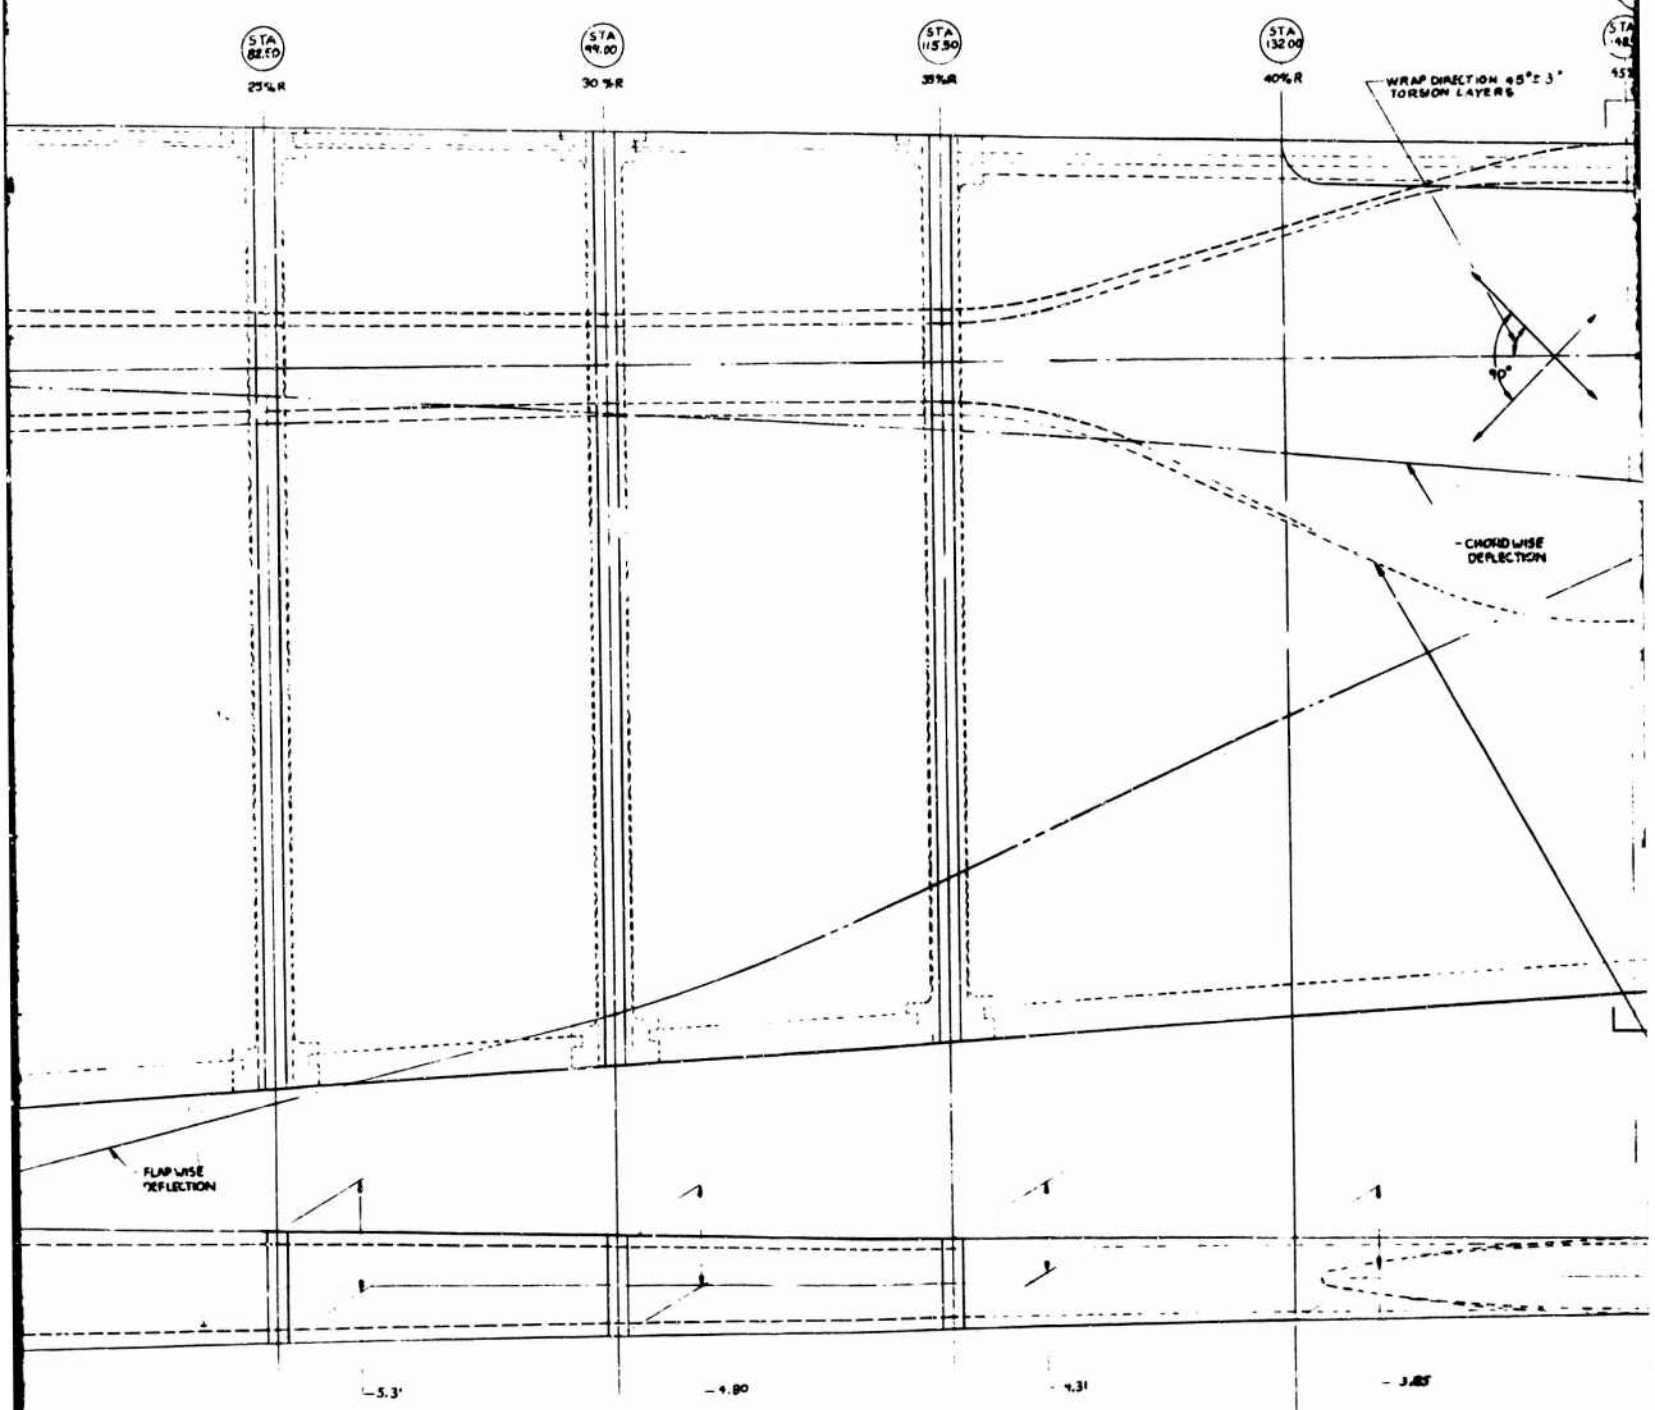 STA
82.50
STA
99.00
STA
115.50
STA
132.00
STA
25% R
30 % R
35% R
40% R
WRAP DIRECTION 45° ± 3°
TORSION LAYERS
90°
CHORDWISE
DEFLECTION
FLAPWISE
DEFLECTION
-5.3
-4.80
-4.31
-3.85